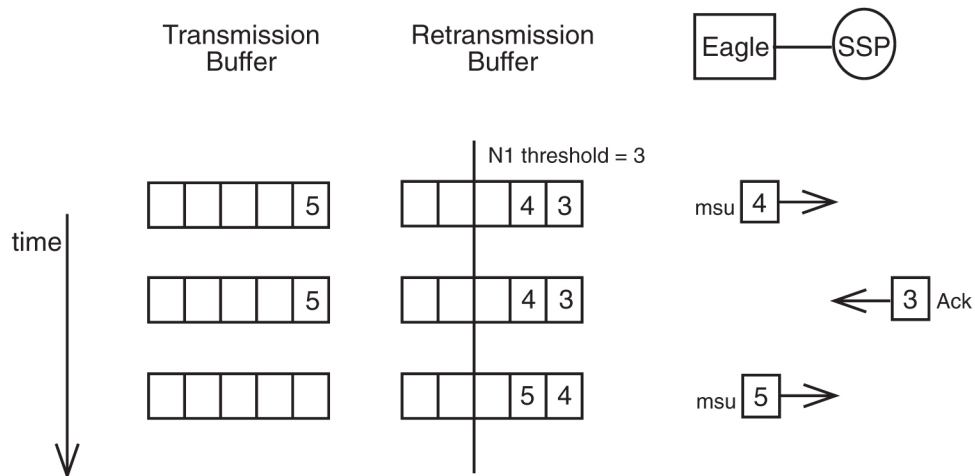 Transmission
Buffer
Retransmission
Buffer
Eagle
SSP
N1 threshold = 3
time
5
4 3
msu 4
5
4 3
3 Ack
5 4
msu 5